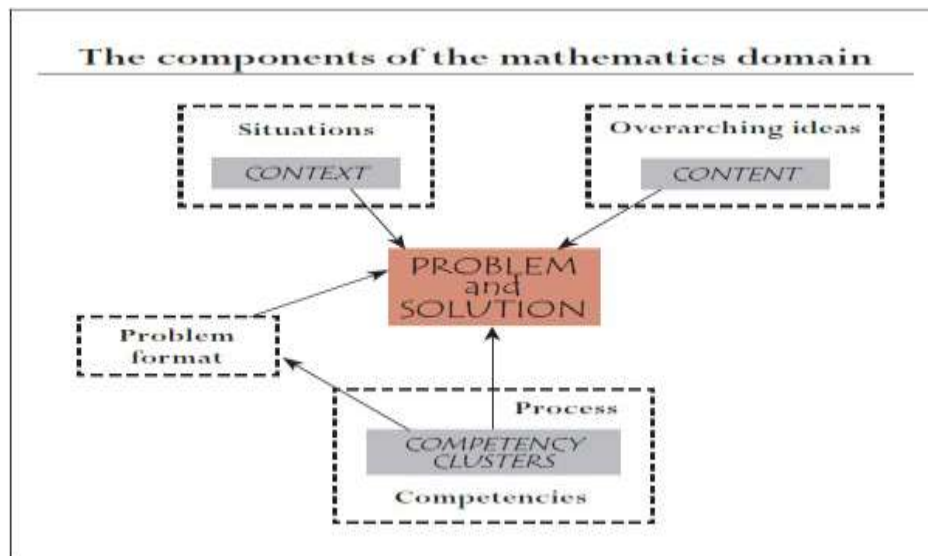 The components of the mathematics domain
Situations
CONTEXT
Overarching ideas
CONTENT
PROBLEM
and
SOLUTION
Problem
format
Process
COMPETENCY
CLUSTERS
Competencies